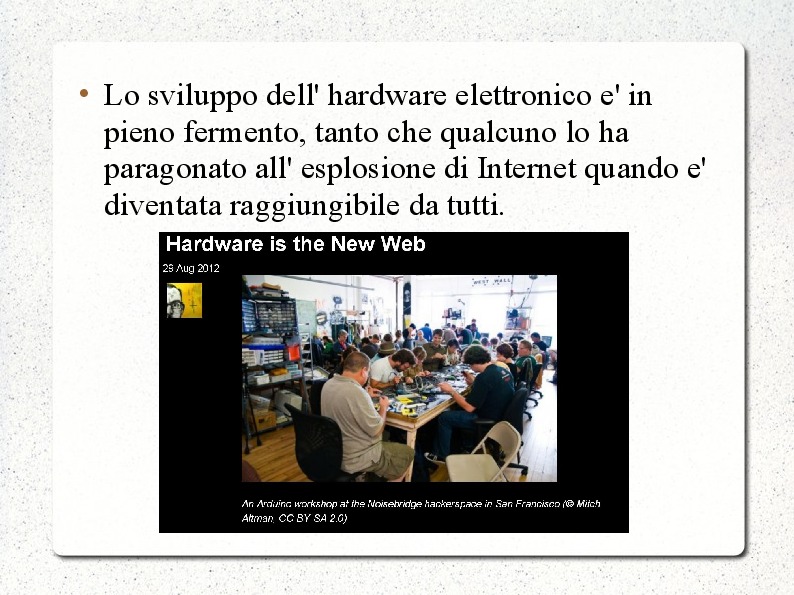 • Lo sviluppo dell' hardware elettronico e' in
pieno fermento, tanto che qualcuno lo ha
paragonato all' esplosione di Internet quando e'
diventata raggiungibile da tutti.
Hardware is the New Web
29 Aug 2012
WEST WALL
An Arduino workshop at the Noisebridge hackerspace in San Francisco (© Mitch
Altman, CC BY SA 2.0)